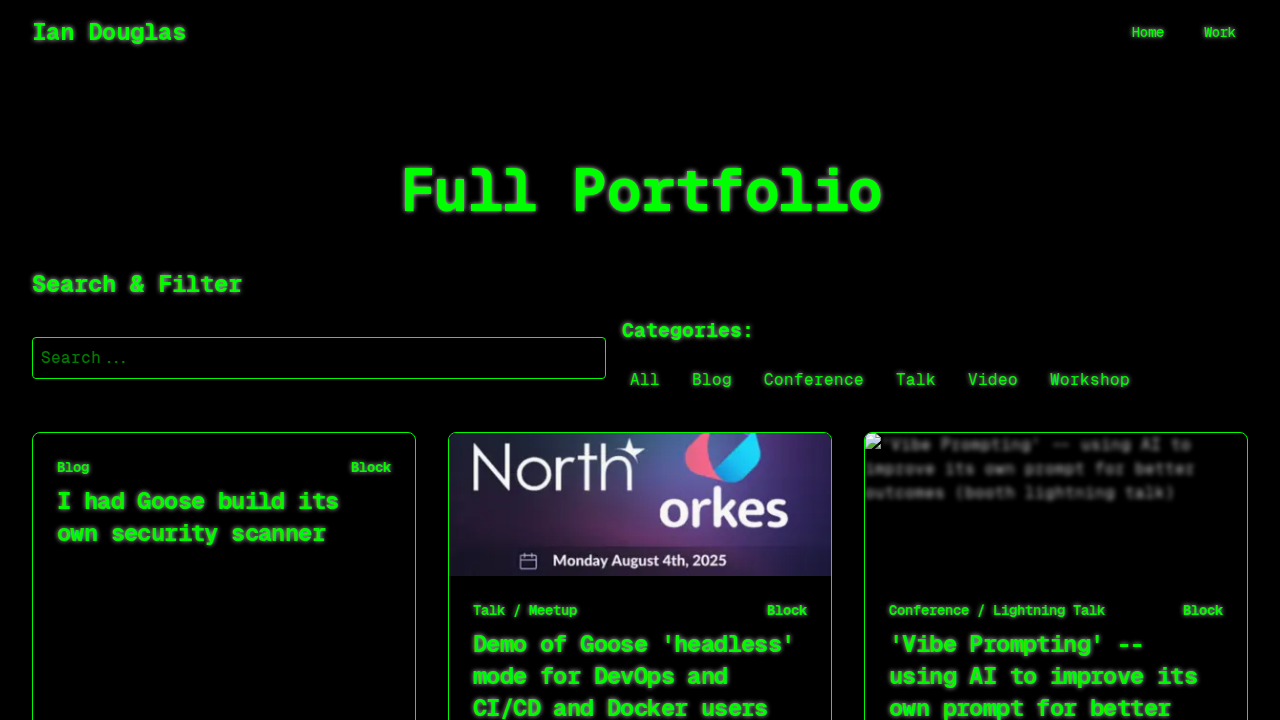 Ian Douglas
Home
Work
Full Portfolio
Search & Filter
Search...
Categories:
All
Blog
Conference
Talk
Video
Workshop
Blog
Block
I had Goose build its
own security scanner
North
orkes
Monday August 4th, 2025
Talk / Meetup
Block
Demo of Goose 'headless'
mode for DevOps and
CI/CD and Docker users
'Vibe Prompting' -- using AI to
improve its own prompt for better
outcomes (booth lightning talk)
Conference / Lightning Talk
Block
'Vibe Prompting' --
using AI to improve its
own prompt for better